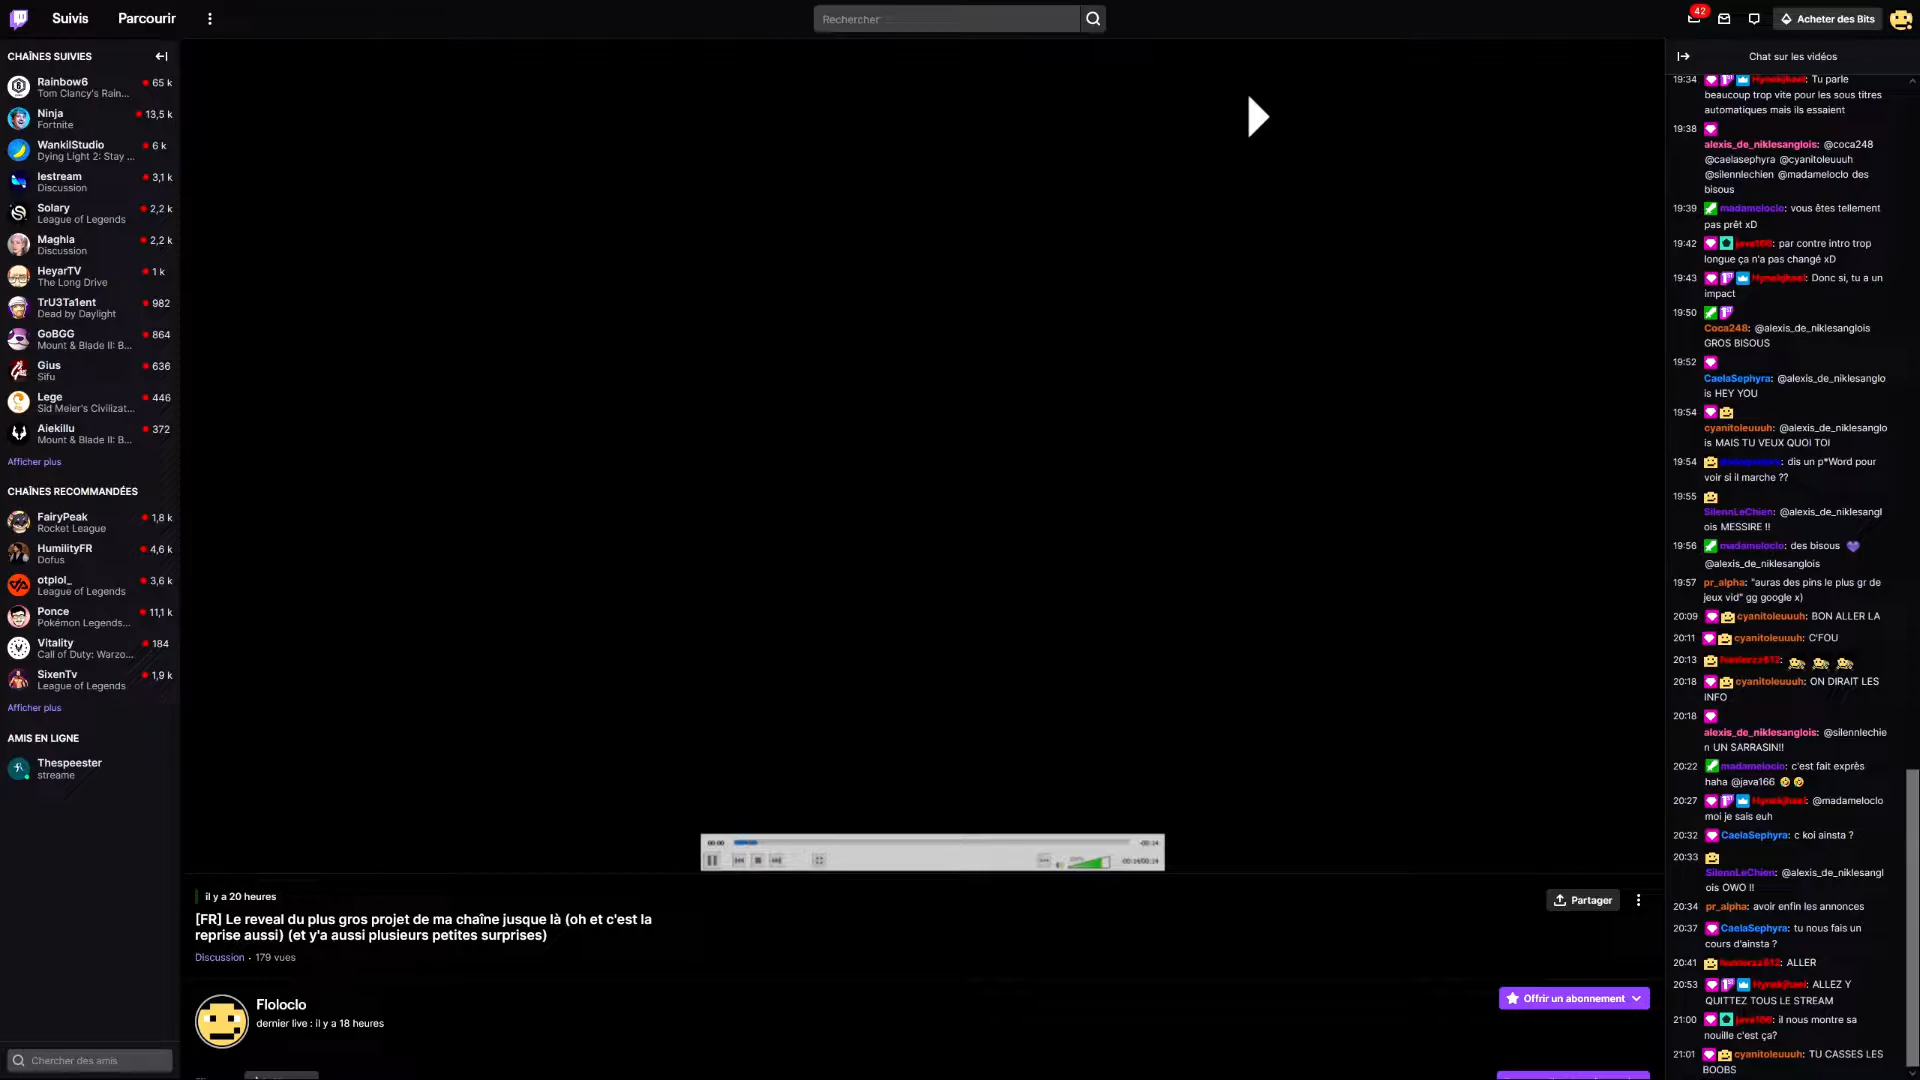 Suivis
Parcourir
Rechercher
42
Acheter des Bits
CHAÎNES SUIVIES
Rainbow6
65 k
Tom Clancy's Rain...
Ninja
13,5 k
Fortnite
WankilStudio
6 k
Dying Light 2: Stay ...
lestream
3,1 k
Discussion
Solary
2,2 k
League of Legends
Maghla
2,2 k
Discussion
HeyarTV
1 k
The Long Drive
TrU3Ta1ent
982
Dead by Daylight
GoBGG
864
Mount & Blade II: B...
Gius
636
Sifu
Lege
446
Sid Meier's Civilizat...
Aiekillu
372
Mount & Blade II: B...
Afficher plus
CHAÎNES RECOMMANDÉES
FairyPeak
1,8 k
Rocket League
HumilityFR
4,6 k
Dofus
otplol_
3,6 k
League of Legends
Ponce
11,1 k
Pokémon Legends...
Vitality
184
Call of Duty: Warzo...
SixenTv
1,9 k
League of Legends
Afficher plus
AMIS EN LIGNE
Thespeester
streame
Chercher des amis
00:00
-00:14
-00:14/00:14
il y a 20 heures
Partager
[FR] Le reveal du plus gros projet de ma chaîne jusque là (oh et c'est la
reprise aussi) (et y'a aussi plusieurs petites surprises)
Discussion · 179 vues
Floloclo
dernier live : il y a 18 heures
Offrir un abonnement
Chat sur les vidéos
19:34 : Tu parle
beaucoup trop vite pour les sous titres
automatiques mais ils essaient
19:38
alexis_de_niklesanglois: @coca248
@caelasephyra @cyanitoleuuuh
@silennlechien @madameloclo des
bisous
19:39 madameloclo: vous êtes tellement
pas prêt xD
19:42 java166: par contre intro trop
longue ça n'a pas changé xD
19:43 : Donc si, tu a un
impact
19:50
Coca248: @alexis_de_niklesanglois
GROS BISOUS
19:52
CaelaSephyra: @alexis_de_niklesanglo
is HEY YOU
19:54
cyanitoleuuuh: @alexis_de_niklesanglo
is MAIS TU VEUX QUOI TOI
19:54 : dis un p*Word pour
voir si il marche ??
19:55
SilennLeChien: @alexis_de_niklesangl
ois MESSIRE !!
19:56 madameloclo: des bisous 💜
@alexis_de_niklesanglois
19:57 pr_alpha: "auras des pins le plus gr de
jeux vid" gg google x)
20:09 cyanitoleuuuh: BON ALLER LA
20:11 cyanitoleuuuh: C'FOU
20:13 :
20:18 cyanitoleuuuh: ON DIRAIT LES
INFO
20:18
alexis_de_niklesanglois: @silennlechie
n UN SARRASIN!!
20:22 madameloclo: c'est fait exprès
haha @java166 🤣 🤣
20:27 : @madameloclo
moi je sais euh
20:32 CaelaSephyra: c koi ainsta ?
20:33
SilennLeChien: @alexis_de_niklesangl
ois OWO !!
20:34 pr_alpha: avoir enfin les annonces
20:37 CaelaSephyra: tu nous fais un
cours d'ainsta ?
20:41 : ALLER
20:53 : ALLEZ Y
QUITTEZ TOUS LE STREAM
21:00 java166: il nous montre sa
nouille c'est ça?
21:01 cyanitoleuuuh: TU CASSES LES
BOOBS